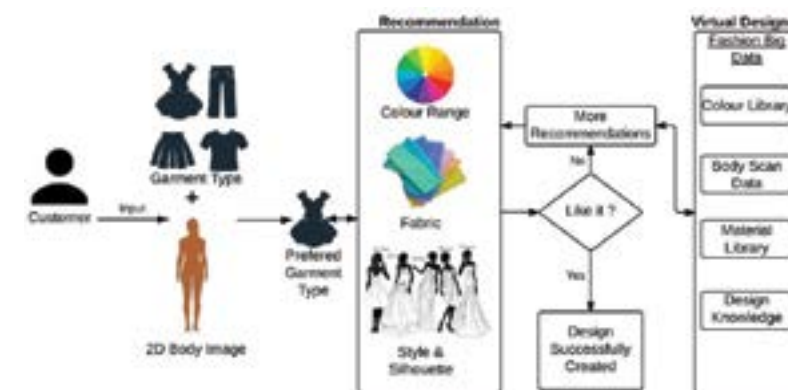 Customer
Input
Garment Type
+
2D Body Image
Prefered
Garment
Type
Recommendation
Colour Range
Fabric
Style &
Silhouette
More
Recommendations
No
Like it ?
Yes
Design
Successfully
Created
Virtual Design
Fashion Big
Data
Colour Library
Body Scan
Data
Material
Library
Design
Knowledge